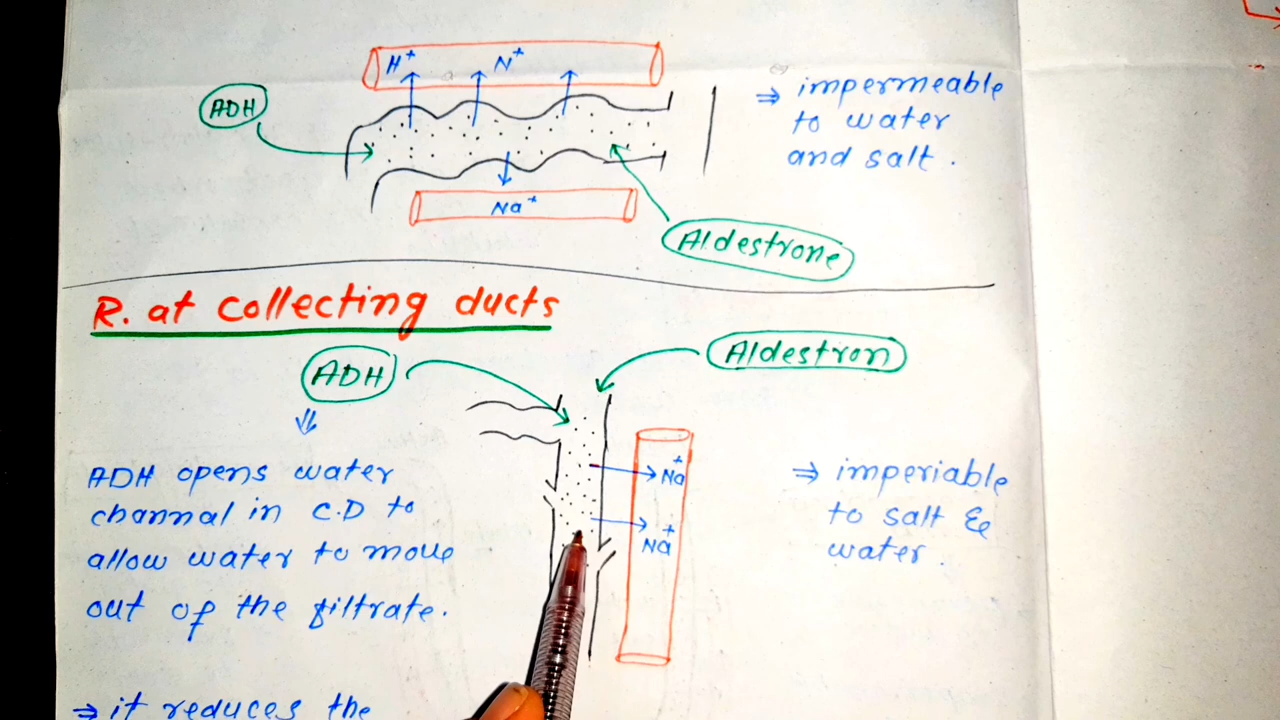 H⁺ N⁺
ADH
⇒ impermeable
to water
and salt.
Na⁺
Aldestrone
R. at collecting ducts
ADH
Aldestron
⇓
ADH opens water
channal in C.D to
allow water to move
out of the filtrate.
Na⁺
Na⁺
⇒ imperiable
to salt &
water.
⇒ it reduces the